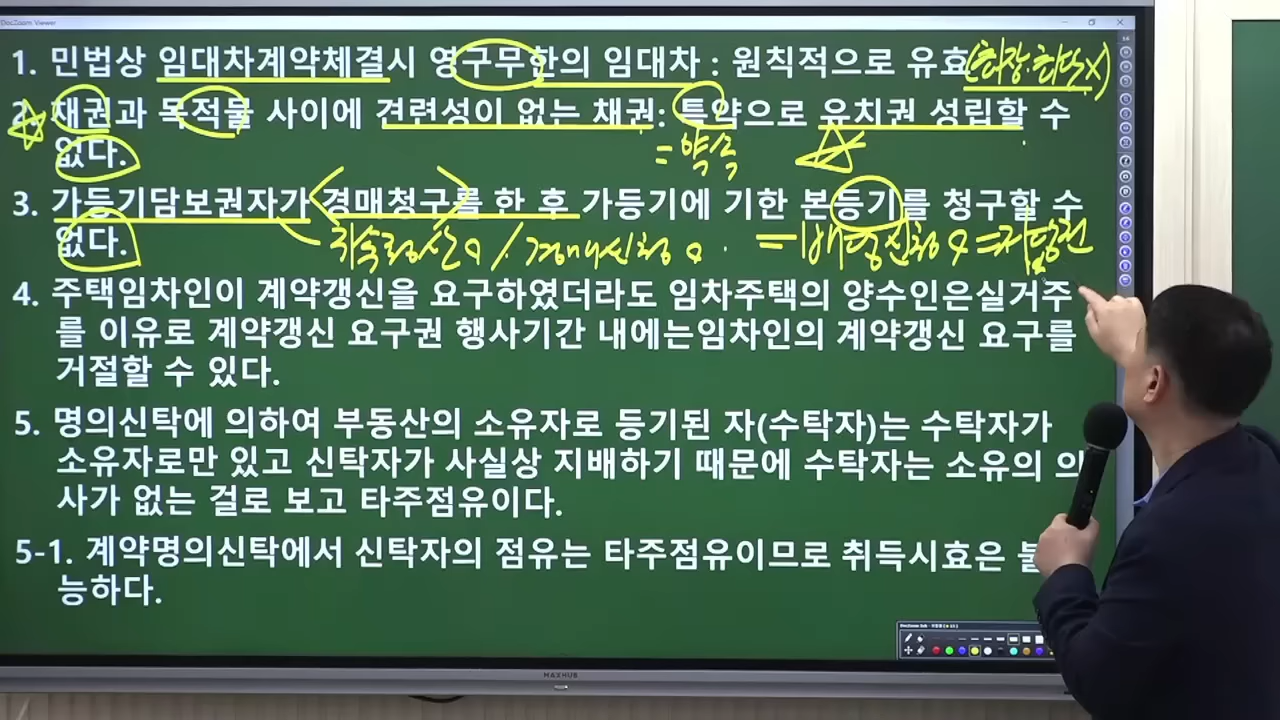 DocZoom Viewer
1. 민법상 임대차계약체결시 영구무한의 임대차 : 원칙적으로 유효
2. 채권과 목적물 사이에 견련성이 없는 채권: 특약으로 유치권 성립할 수
없다.
= 약속
3. 가등기담보권자가 경매청구를 한 후 가등기에 기한 본등기를 청구할 수
없다.
4. 주택임차인이 계약갱신을 요구하였더라도 임차주택의 양수인은실거주
를 이유로 계약갱신 요구권 행사기간 내에는임차인의 계약갱신 요구를
거절할 수 있다.
5. 명의신탁에 의하여 부동산의 소유자로 등기된 자(수탁자)는 수탁자가
소유자로만 있고 신탁자가 사실상 지배하기 때문에 수탁자는 소유의 의
사가 없는 걸로 보고 타주점유이다.
5-1. 계약명의신탁에서 신탁자의 점유는 타주점유이므로 취득시효은 불
능하다.
MAXHUB